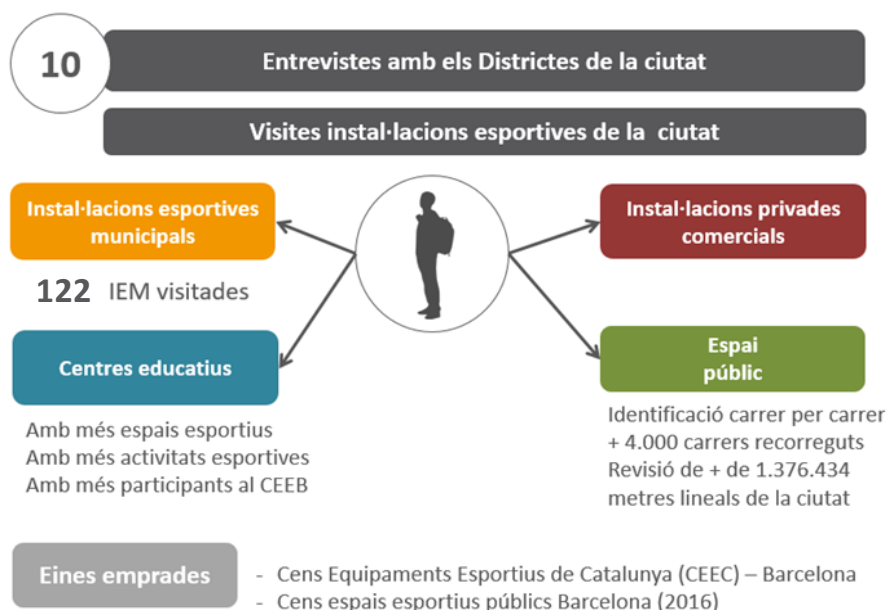 10
Entrevistes amb els Districtes de la ciutat
Visites instal·lacions esportives de la ciutat
Instal·lacions esportives
municipals
122 IEM visitades
Centres educatius
Amb més espais esportius
Amb més activitats esportives
Amb més participants al CEEB
Instal·lacions privades
comercials
Espai
públic
Identificació carrer per carrer
+ 4.000 carrers recorreguts
Revisió de + de 1.376.434
metres lineals de la ciutat
Eines emprades
- Cens Equipaments Esportius de Catalunya (CEEC) – Barcelona
- Cens espais esportius públics Barcelona (2016)